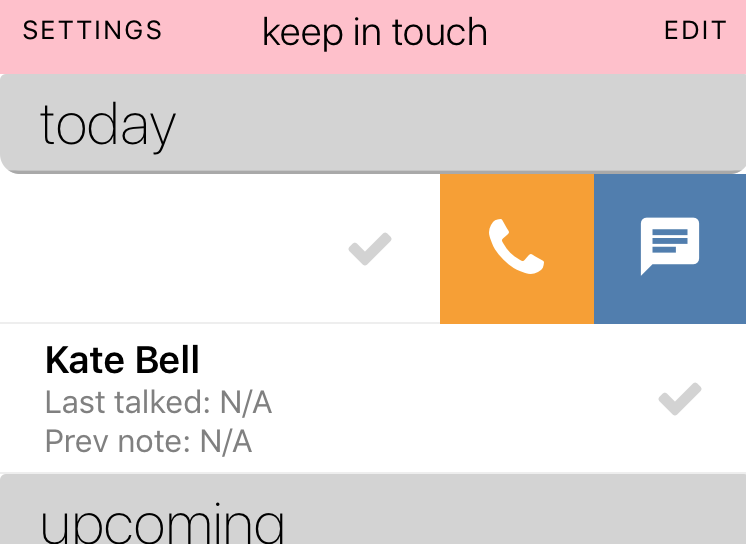 SETTINGS keep in touch EDIT
today
Kate Bell
Last talked: N/A
Prev note: N/A
upcoming